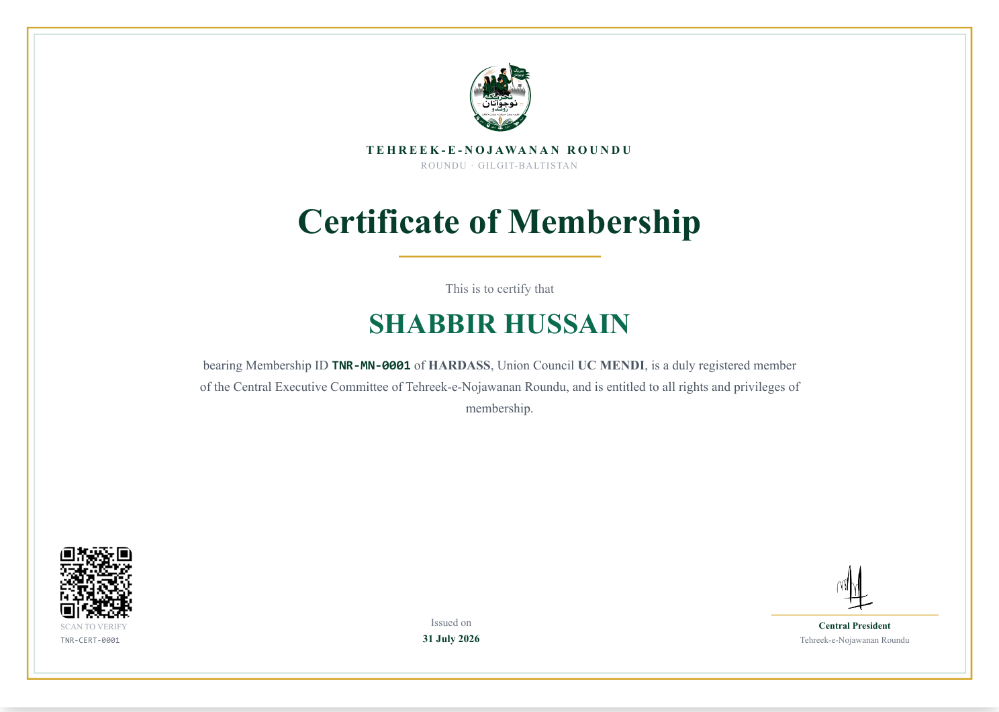 تحریک
نوجوانان
تحریک
نوجوانان
روندو
TEHREEK-E-NOJAWANAN ROUNDU
ROUNDU · GILGIT-BALTISTAN
Certificate of Membership
This is to certify that
SHABBIR HUSSAIN
bearing Membership ID TNR-MN-0001 of HARDASS, Union Council UC MENDI, is a duly registered member
of the Central Executive Committee of Tehreek-e-Nojawanan Roundu, and is entitled to all rights and privileges of
membership.
SCAN TO VERIFY
TNR-CERT-0001
Issued on
31 July 2026
Central President
Tehreek-e-Nojawanan Roundu